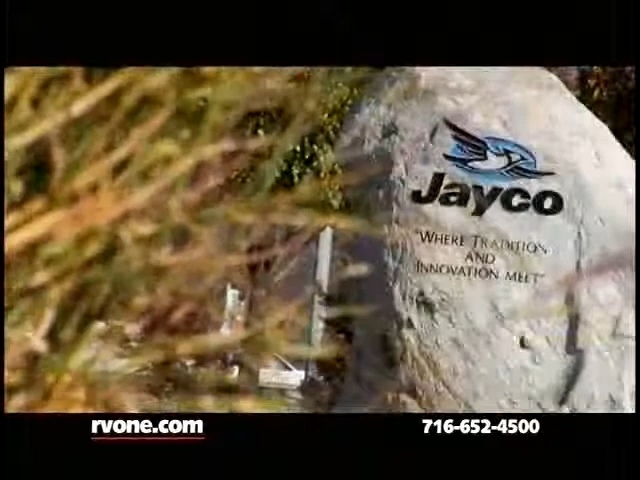 Jayco
"WHERE TRADITION
AND
INNOVATION MEET"
rvone.com
716-652-4500